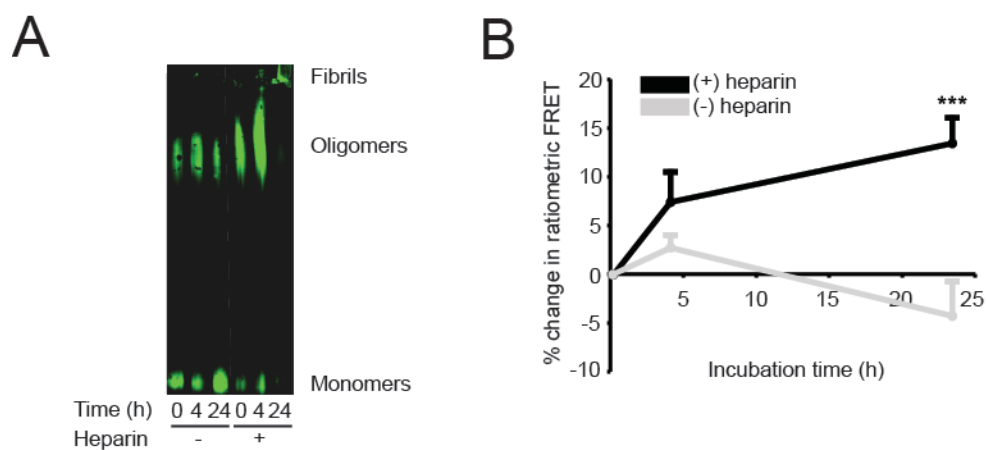 A
Fibrils
Oligomers
Monomers
Time (h) 0 4 24 0 4 24
Heparin - +
B
% change in ratiometric FRET
20
15
10
5
0
-5
-10
(+) heparin
(-) heparin
***
5 10 15 20 25
Incubation time (h)